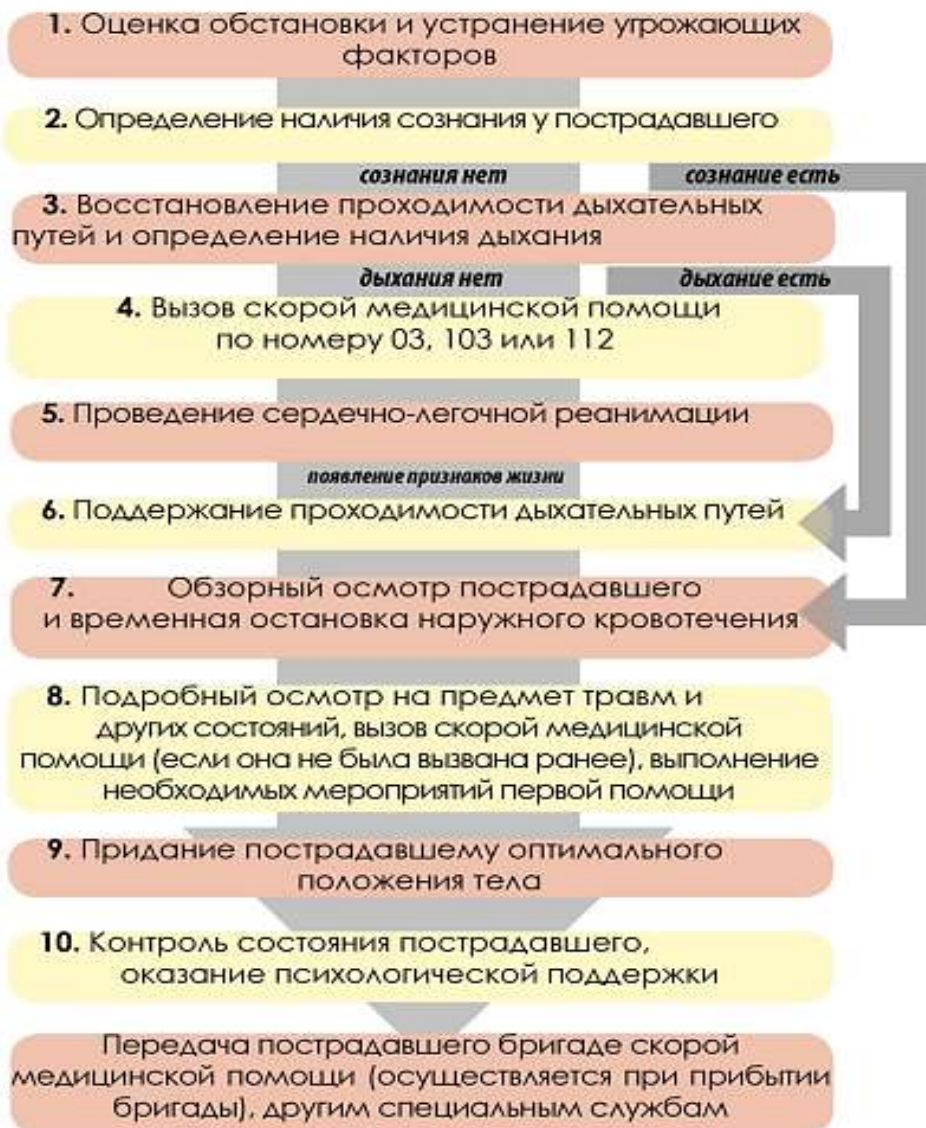 1. Оценка обстановки и устранение угрожающих
факторов
2. Определение наличия сознания у пострадавшего
сознания нет
сознание есть
3. Восстановление проходимости дыхательных
путей и определение наличия дыхания
дыхания нет
дыхание есть
4. Вызов скорой медицинской помощи
по номеру 03, 103 или 112
5. Проведение сердечно-легочной реанимации
появление признаков жизни
6. Поддержание проходимости дыхательных путей
7. Обзорный осмотр пострадавшего
и временная остановка наружного кровотечения
8. Подробный осмотр на предмет травм и
других состояний, вызов скорой медицинской
помощи (если она не была вызвана ранее), выполнение
необходимых мероприятий первой помощи
9. Придание пострадавшему оптимального
положения тела
10. Контроль состояния пострадавшего,
оказание психологической поддержки
Передача пострадавшего бригаде скорой
медицинской помощи (осуществляется при прибытии
бригады), другим специальным службам